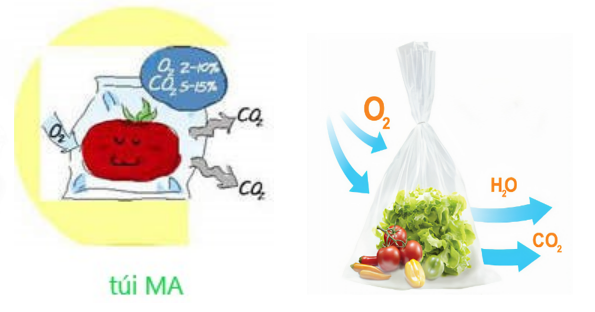 O₂ 2-10%
CO₂ 5-15%
O₂
CO₂
CO₂
túi MA
O₂
H₂O
CO₂